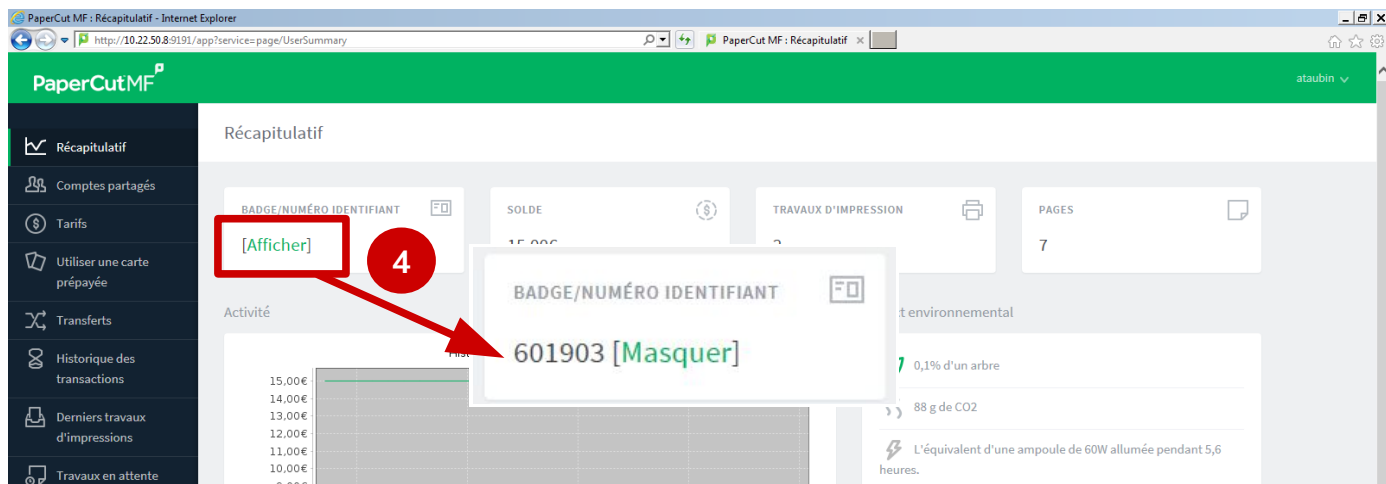 PaperCut MF : Récapitulatif - Internet Explorer
http://10.22.50.8:9191/app?service=page/UserSummary
PaperCut MF : Récapitulatif
PaperCut MF
ataubin
Récapitulatif
Récapitulatif
Comptes partagés
Tarifs
Utiliser une carte
prépayée
Transferts
Historique des
transactions
Derniers travaux
d'impressions
Travaux en attente
BADGE/NUMÉRO IDENTIFIANT
[Afficher]
4
SOLDE
15,00€
TRAVAUX D'IMPRESSION
PAGES
7
BADGE/NUMÉRO IDENTIFIANT
601903 [Masquer]
Activité
15,00€
14,00€
13,00€
12,00€
11,00€
10,00€
environnemental
0,1% d'un arbre
88 g de CO2
L'équivalent d'une ampoule de 60W allumée pendant 5,6
heures.